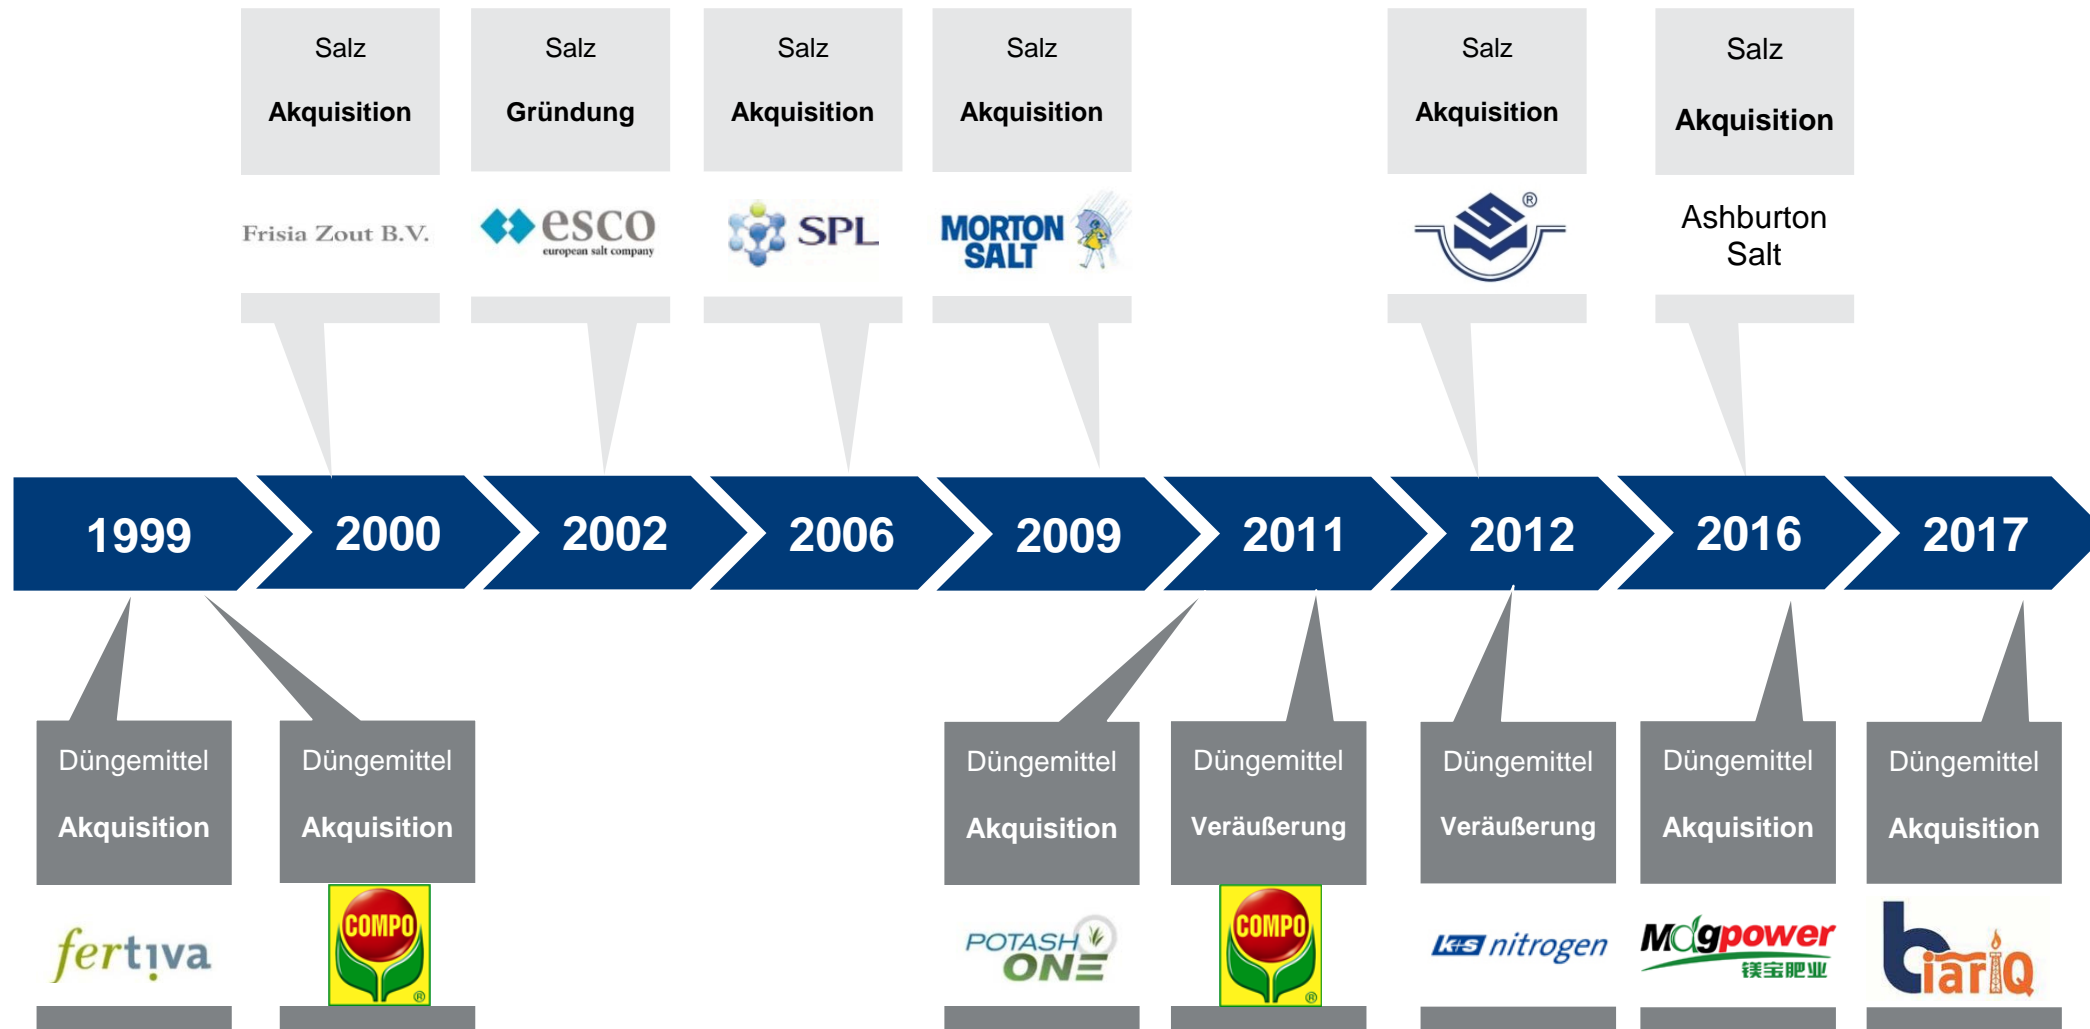 Salz
Akquisition
Frisia Zout B.V.
Salz
Gründung
esco
european salt company
Salz
Akquisition
SPL
Salz
Akquisition
MORTON
SALT
Salz
Akquisition
®
Salz
Akquisition
Ashburton
Salt
1999
2000
2002
2006
2009
2011
2012
2016
2017
Düngemittel
Akquisition
fertiva
Düngemittel
Akquisition
COMPO
®
Düngemittel
Akquisition
POTASH
ONE
Düngemittel
Veräußerung
COMPO
®
Düngemittel
Veräußerung
K+S nitrogen
Düngemittel
Akquisition
Magpower
镁宝肥业
Düngemittel
Akquisition
biariQ